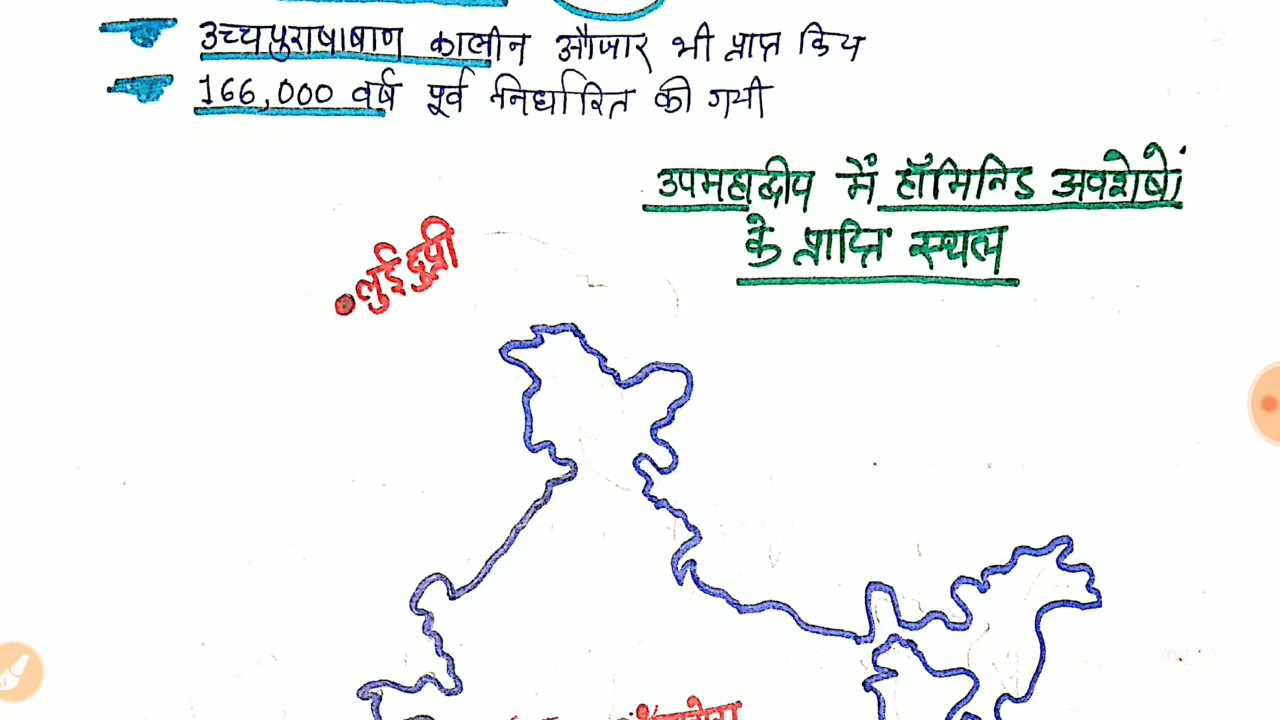 उच्चपुरापाषाण कालीन औजार भी प्राप्त किय
166,000 वर्ष पूर्व निर्धारित की गयी
उपमहाद्वीप में हॉमिनिड अवशेषों
के प्राप्ति स्थल
लुईदुप्री